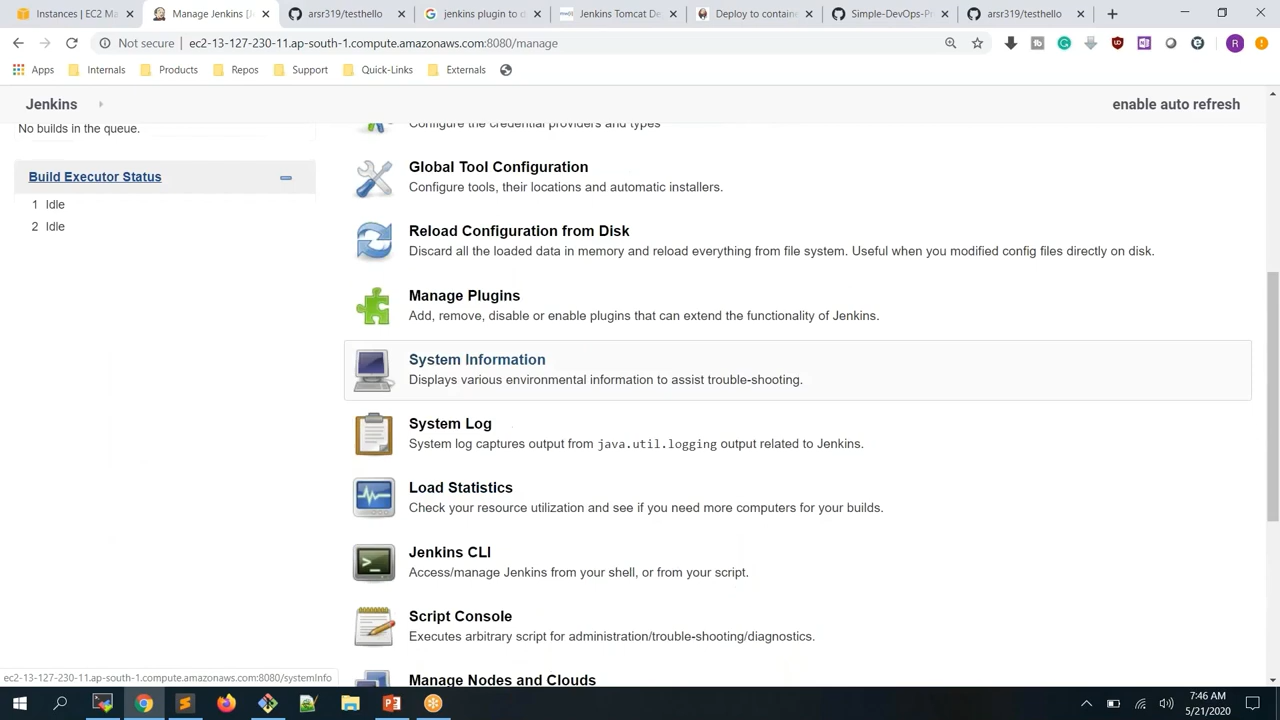 Instances | EC2 Ma
Manage Jenkins [J
arsr319/testhello
jenkins plugin to d
Jenkins Tomcat De
Deploy to containe
Simple-DevOps-Pr
arsr319/testhello
Not secure
ec2-13-127-230-11.ap-south-1.compute.amazonaws.com:8080/manage
R
Apps
Internals
Products
Repos
Support
Quick-Links
Externals
Jenkins
enable auto refresh
No builds in the queue.
Build Executor Status
1 Idle
2 Idle
Configure the credential providers and types
Global Tool Configuration
Configure tools, their locations and automatic installers.
Reload Configuration from Disk
Discard all the loaded data in memory and reload everything from file system. Useful when you modified config files directly on disk.
Manage Plugins
Add, remove, disable or enable plugins that can extend the functionality of Jenkins.
System Information
Displays various environmental information to assist trouble-shooting.
System Log
System log captures output from java.util.logging output related to Jenkins.
Load Statistics
Check your resource utilization and see if you need more computers for your builds.
Jenkins CLI
Access/manage Jenkins from your shell, or from your script.
Script Console
Executes arbitrary script for administration/trouble-shooting/diagnostics.
Manage Nodes and Clouds
ec2-13-127-230-11.ap-south-1.compute.amazonaws.com:8080/systemInfo
7:46 AM
5/21/2020